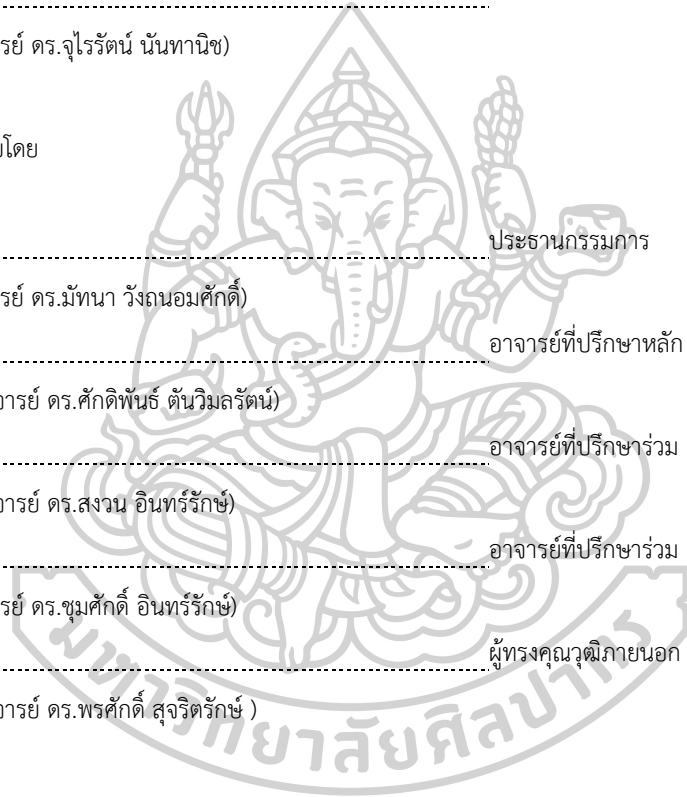 รย์ ดร.จุไรรัตน์ นันทานิช)
โดย
ประธานกรรมการ
รย์ ดร.มัทนา วังถนอมศักดิ์)
อาจารย์ที่ปรึกษาหลัก
จารย์ ดร.ศักดิพันธ์ ตันวิมลรัตน์)
อาจารย์ที่ปรึกษาร่วม
จารย์ ดร.สงวน อินทร์รักษ์)
อาจารย์ที่ปรึกษาร่วม
รย์ ดร.ชุมศักดิ์ อินทร์รักษ์)
ผู้ทรงคุณวุฒิภายนอก
จารย์ ดร.พรศักดิ์ สุจริตรักษ์ )
มหาวิทยาลัยศิลปากร